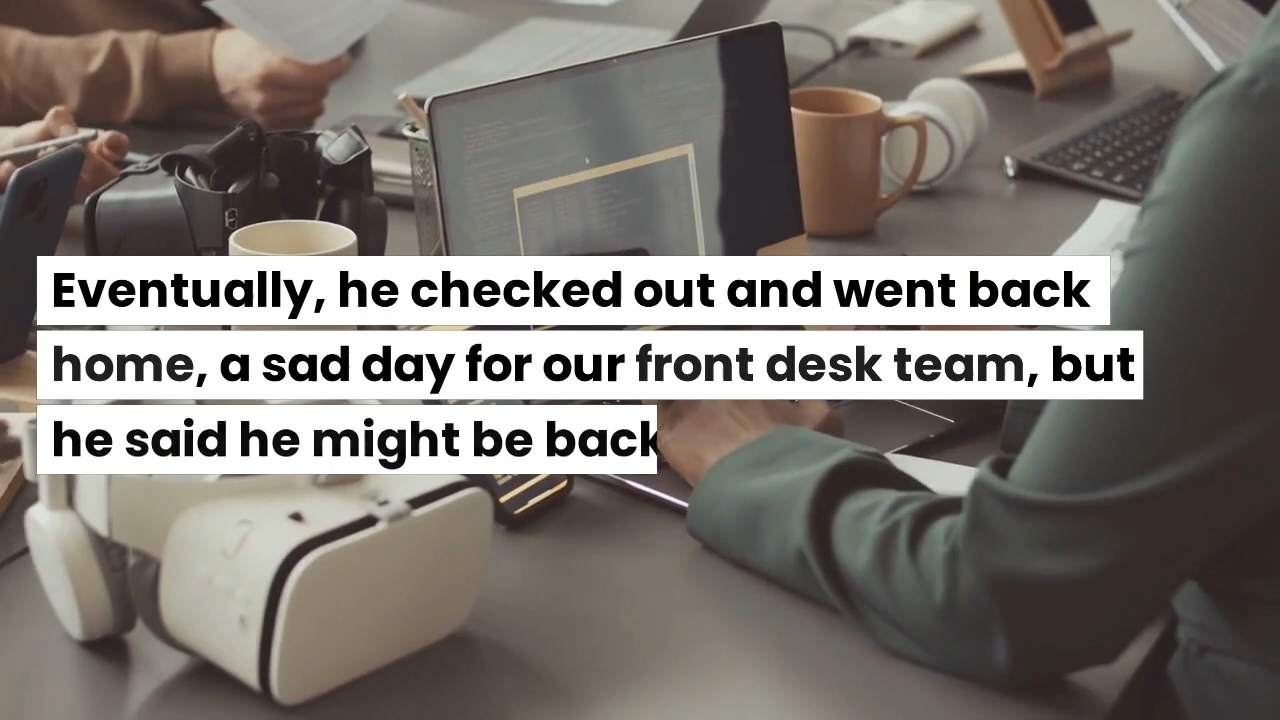 Eventually, he checked out and went back
home, a sad day for our front desk team, but
he said he might be back